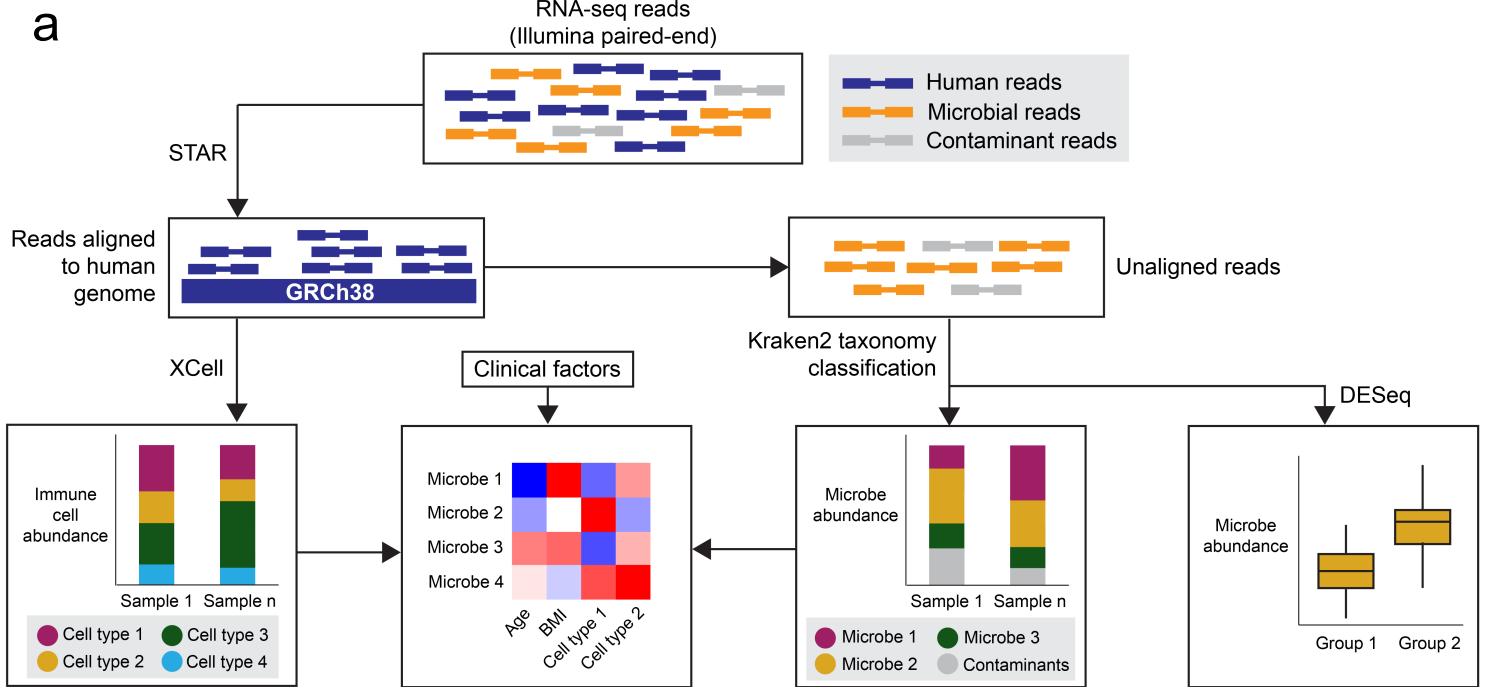 a
RNA-seq reads
(Illumina paired-end)
Human reads
Microbial reads
Contaminant reads
STAR
Reads aligned
to human
genome
GRCh38
Unaligned reads
XCell
Clinical factors
Kraken2 taxonomy
classification
DESeq
Immune
cell
abundance
Sample 1
Sample n
Cell type 1
Cell type 3
Cell type 2
Cell type 4
Microbe 1
Microbe 2
Microbe 3
Microbe 4
Age
BMI
Cell type 1
Cell type 2
Microbe
abundance
Sample 1
Sample n
Microbe 1
Microbe 3
Microbe 2
Contaminants
Microbe
abundance
Group 1
Group 2